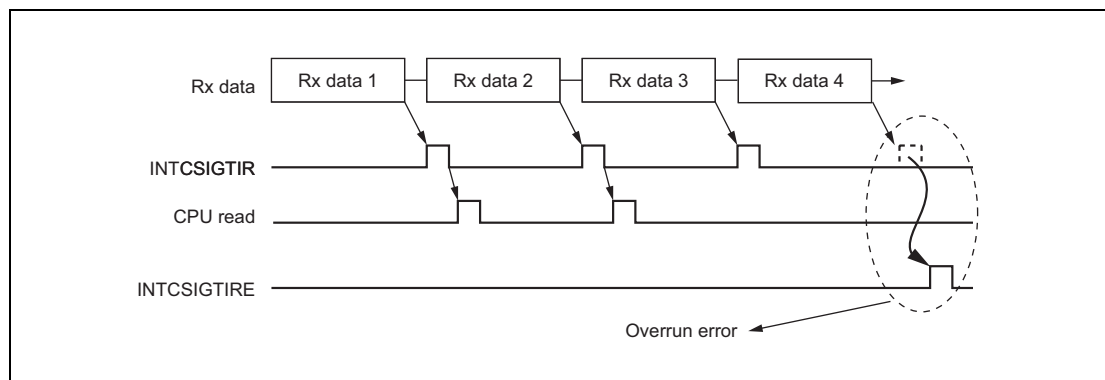 Rx data Rx data 1 Rx data 2 Rx data 3 Rx data 4
INTCSIGTIR
CPU read
INTCSIGTIRE
Overrun error